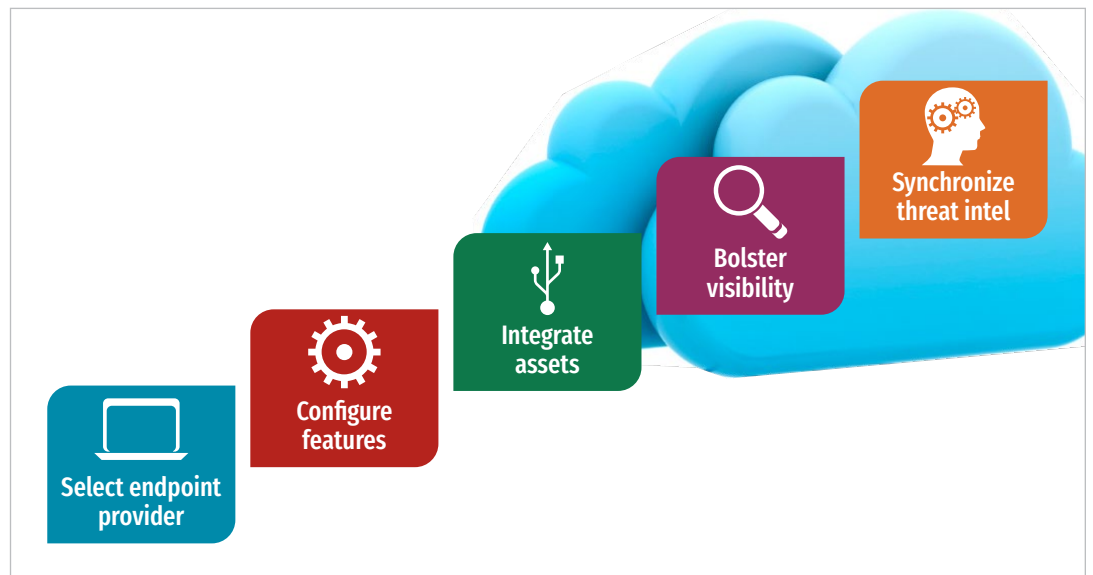 Select endpoint
provider
Configure
features
Integrate
assets
Bolster
visibility
Synchronize
threat intel